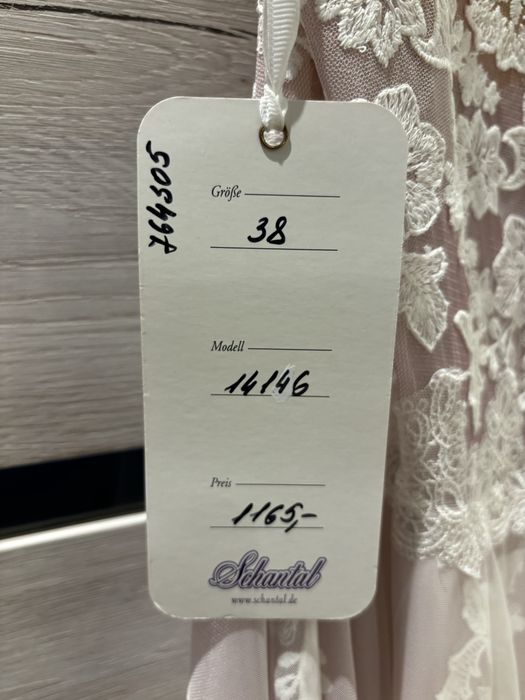 764305
Größe
38
Modell
14146
Preis
1165,-
Schantal
www.schantal.de